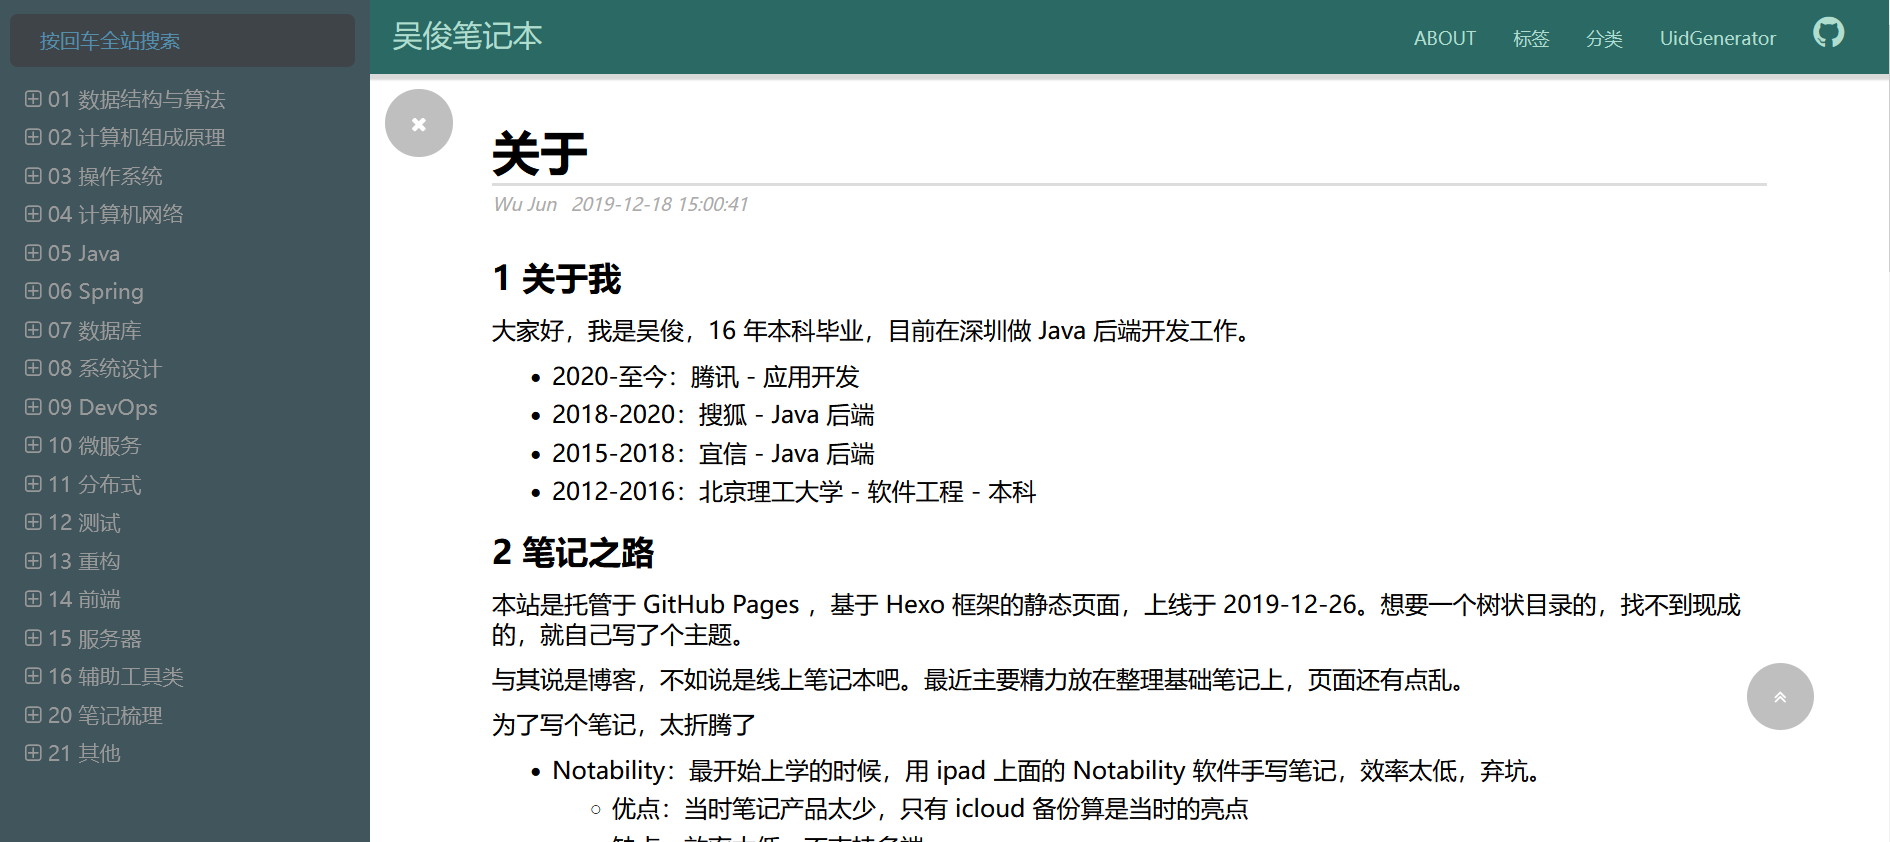 按回车全站搜索
01 数据结构与算法
02 计算机组成原理
03 操作系统
04 计算机网络
05 Java
06 Spring
07 数据库
08 系统设计
09 DevOps
10 微服务
11 分布式
12 测试
13 重构
14 前端
15 服务器
16 辅助工具类
20 笔记梳理
21 其他
吴俊笔记本
ABOUT 标签 分类 UidGenerator
关于
Wu Jun 2019-12-18 15:00:41
1 关于我
大家好，我是吴俊，16 年本科毕业，目前在深圳做 Java 后端开发工作。
2020-至今：腾讯 - 应用开发
2018-2020：搜狐 - Java 后端
2015-2018：宜信 - Java 后端
2012-2016：北京理工大学 - 软件工程 - 本科
2 笔记之路
本站是托管于 GitHub Pages ，基于 Hexo 框架的静态页面，上线于 2019-12-26。想要一个树状目录的，找不到现成
的，就自己写了个主题。
与其说是博客，不如说是线上笔记本吧。最近主要精力放在整理基础笔记上，页面还有点乱。
为了写个笔记，太折腾了
Notability：最开始上学的时候，用 ipad 上面的 Notability 软件手写笔记，效率太低，弃坑。
优点：当时笔记产品太少，只有 icloud 备份算是当时的亮点